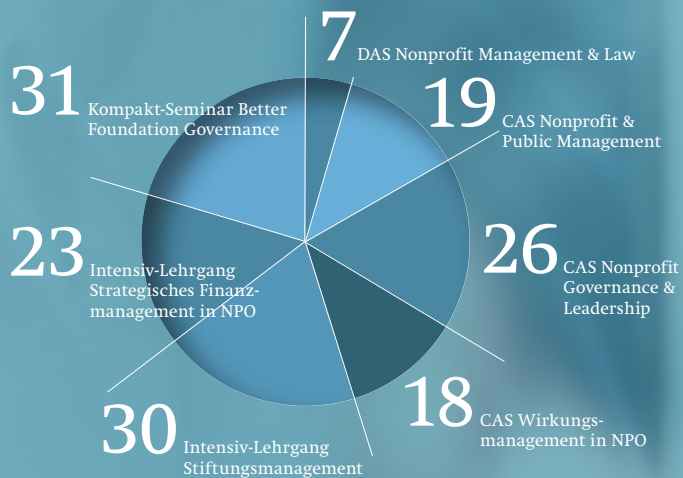 7 DAS Nonprofit Management & Law
19 CAS Nonprofit &
Public Management
26 CAS Nonprofit
Governance &
Leadership
18 CAS Wirkungs-
management in NPO
30 Intensiv-Lehrgang
Stiftungsmanagement
23 Intensiv-Lehrgang
Strategisches Finanz-
management in NPO
31 Kompakt-Seminar Better
Foundation Governance